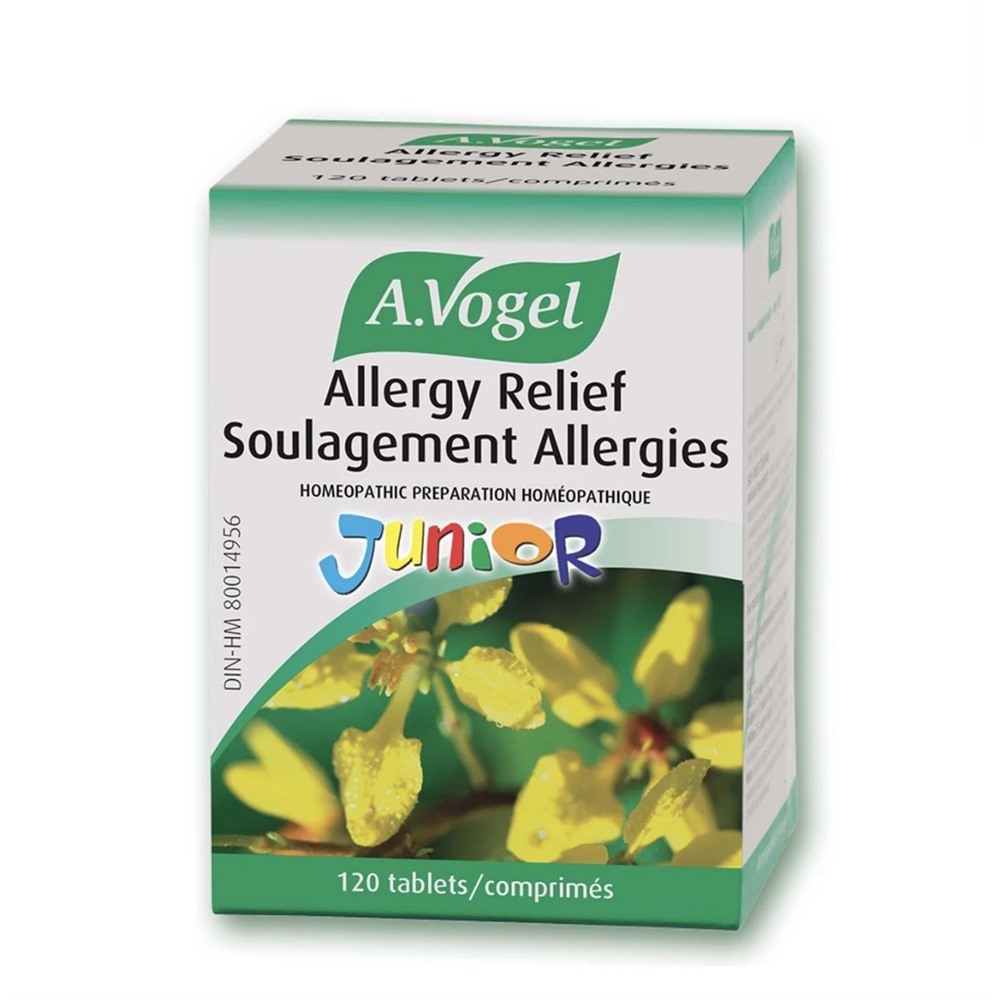 A.Vogel
Allergy Relief
Soulagement Allergies
120 tablets/comprimés
A.Vogel
Allergy Relief
Soulagement Allergies
HOMEOPATHIC PREPARATION HOMÉOPATHIQUE
JUNIOR
DIN-HM 80014956
120 tablets/comprimés